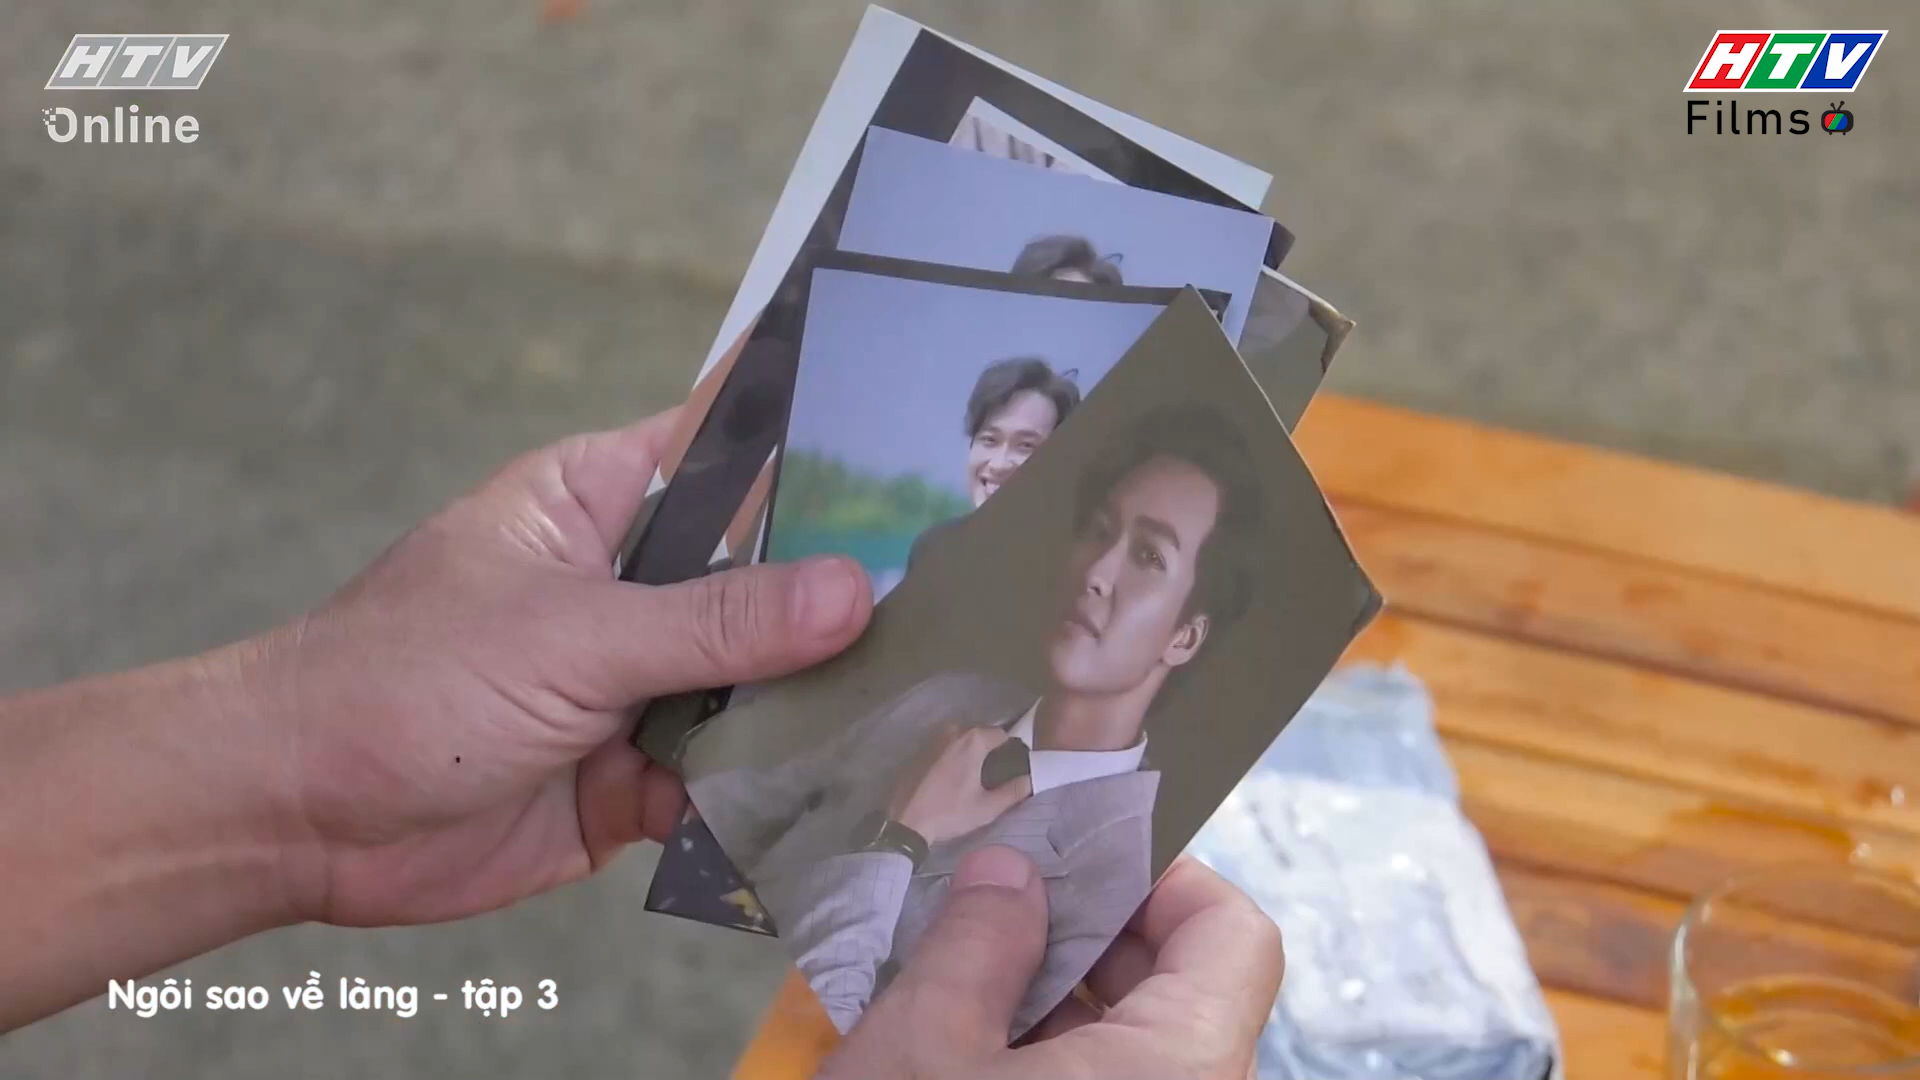 HTV
Online
HTV
Films
Ngôi sao về làng - tập 3